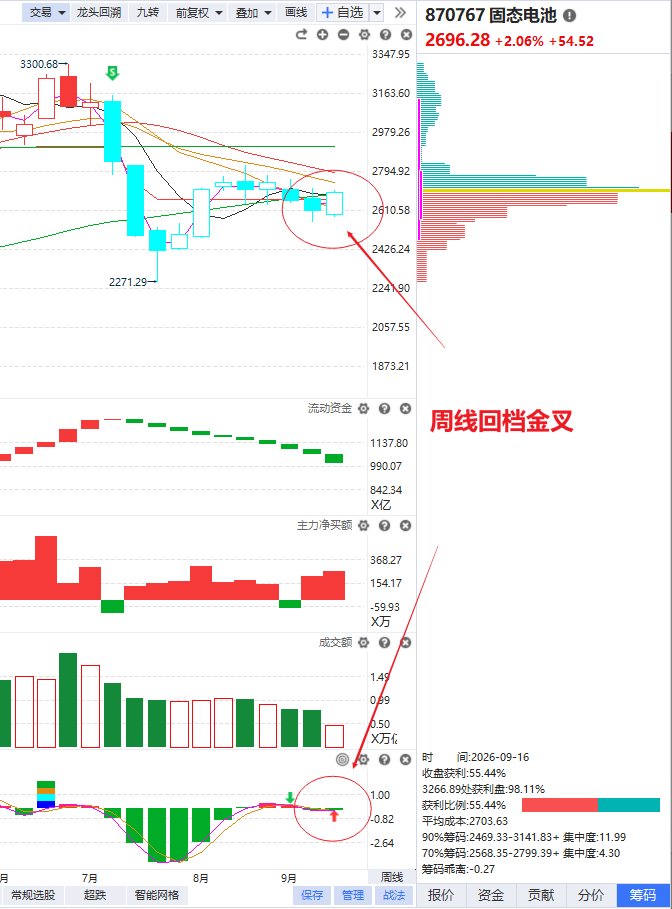 交易 龙头回溯 九转 前复权 叠加 画线 自选
870767 固态电池
2696.28 +2.06% +54.52
3347.95
3300.68
S
3163.60
2979.26
2794.92
2610.58
2426.24
2271.29
2241.90
2057.55
1873.21
周线回档金叉
流动资金
1137.80
990.07
842.34
X亿
主力净买额
368.27
154.17
-59.93
X万
成交额
1.49
0.99
0.50
X万亿
1.00
-0.82
-2.64
时 间:2026-09-16
收盘获利:55.44%
3266.89处获利盘:98.11%
获利比例:55.44%
平均成本:2703.63
90%筹码:2469.33-3141.83+ 集中度:11.99
70%筹码:2568.35-2799.39+ 集中度:4.30
筹码乖离:-0.27
月 7月 8月 9月 周线
常规选股 超跌 智能网格 保存 管理 战法
报价 资金 贡献 分价 筹码